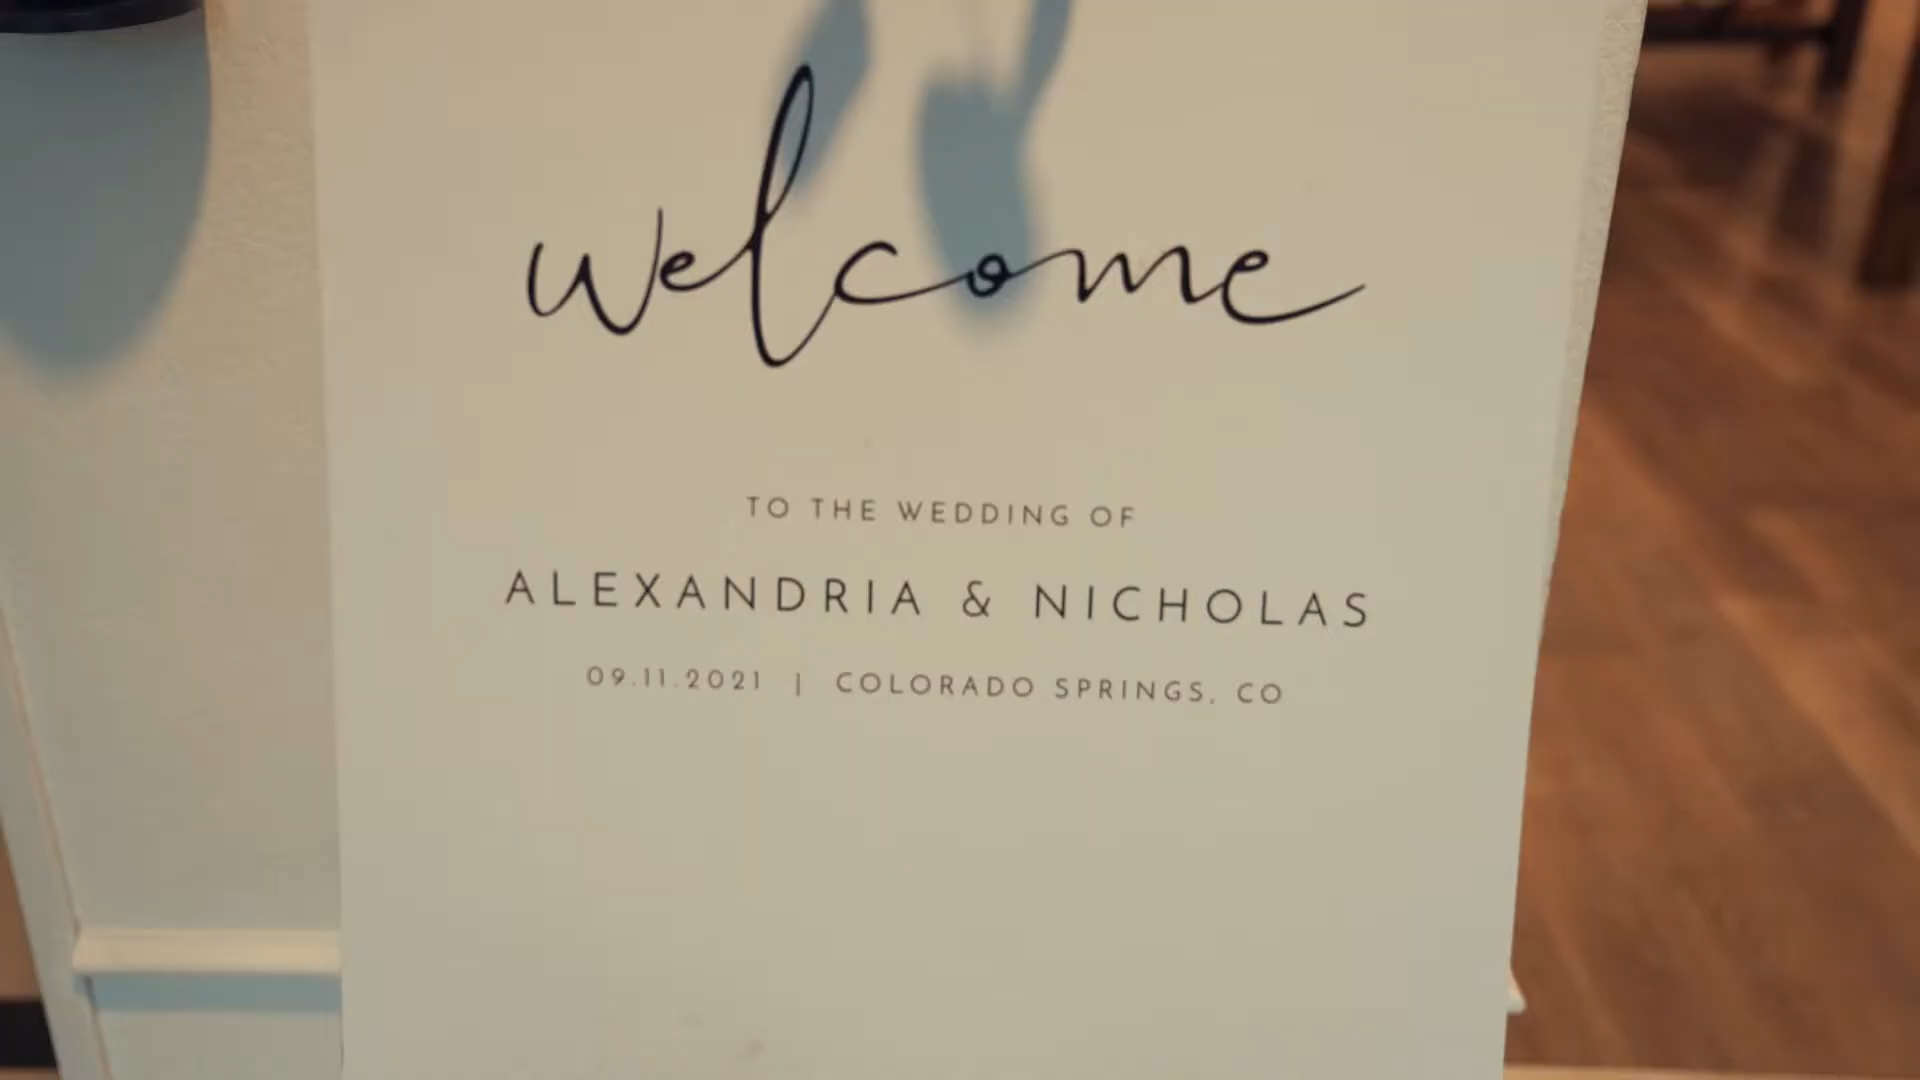 welcome
TO THE WEDDING OF
ALEXANDRIA & NICHOLAS
09.11.2021 | COLORADO SPRINGS, CO